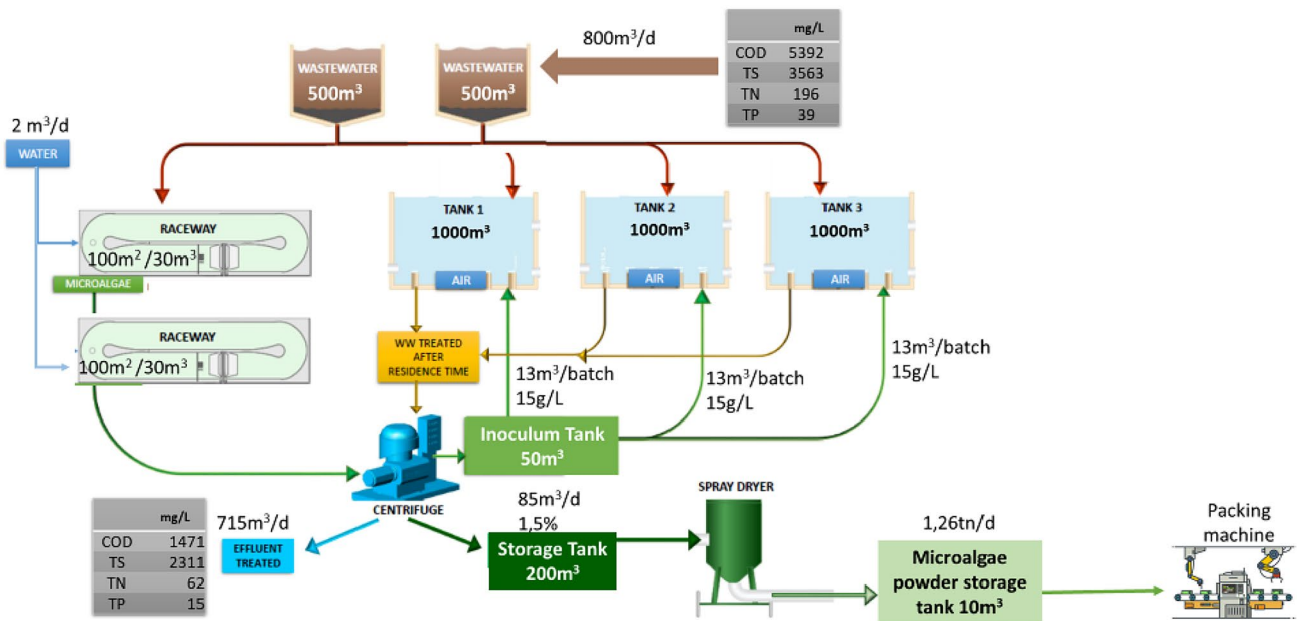 800m³/d
mg/L
COD 5392
TS 3563
TN 196
TP 39
WASTEWATER
500m³
WASTEWATER
500m³
2 m³/d
WATER
RACEWAY
100m²/30m³
MICROALGAE
RACEWAY
100m²/30m³
TANK 1
1000m³
AIR
TANK 2
1000m³
AIR
TANK 3
1000m³
AIR
WW TREATED
AFTER
RESIDENCE TIME
13m³/batch
15g/L
13m³/batch
15g/L
13m³/batch
15g/L
Inoculum Tank
50m³
CENTRIFUGE
mg/L
COD 1471
TS 2311
TN 62
TP 15
715m³/d
EFFLUENT
TREATED
85m³/d
1,5%
Storage Tank
200m³
SPRAY DRYER
1,26tn/d
Microalgae
powder storage
tank 10m³
Packing
machine